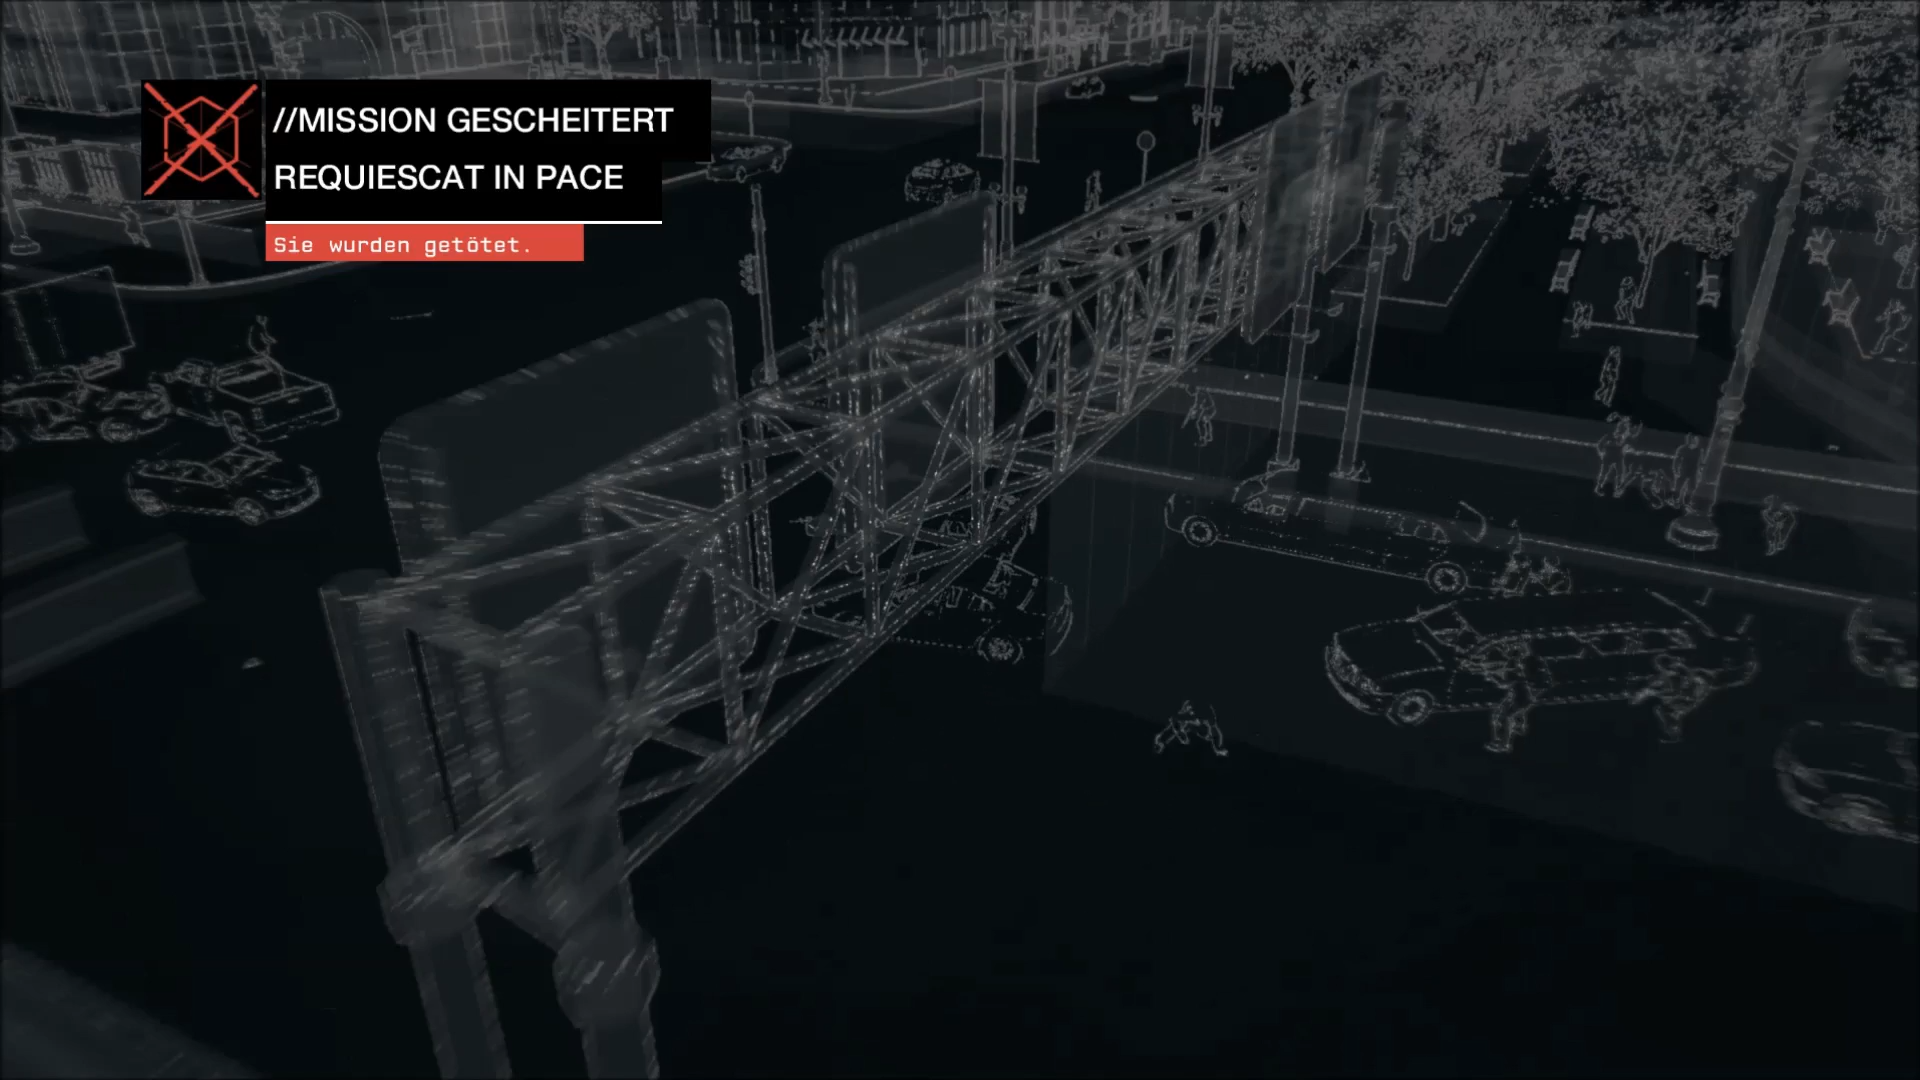 //MISSION GESCHEITERT
REQUIESCAT IN PACE
Sie wurden getötet.